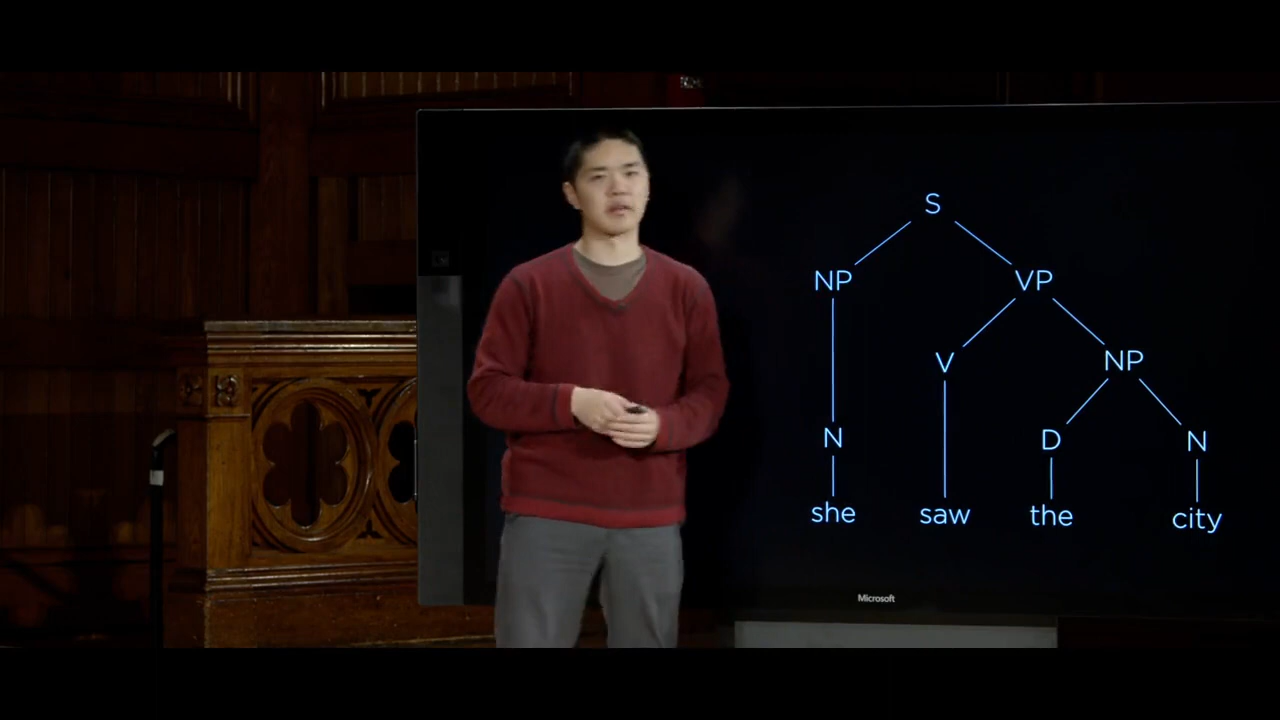 S
NP VP
V NP
N D N
she saw the city
Microsoft